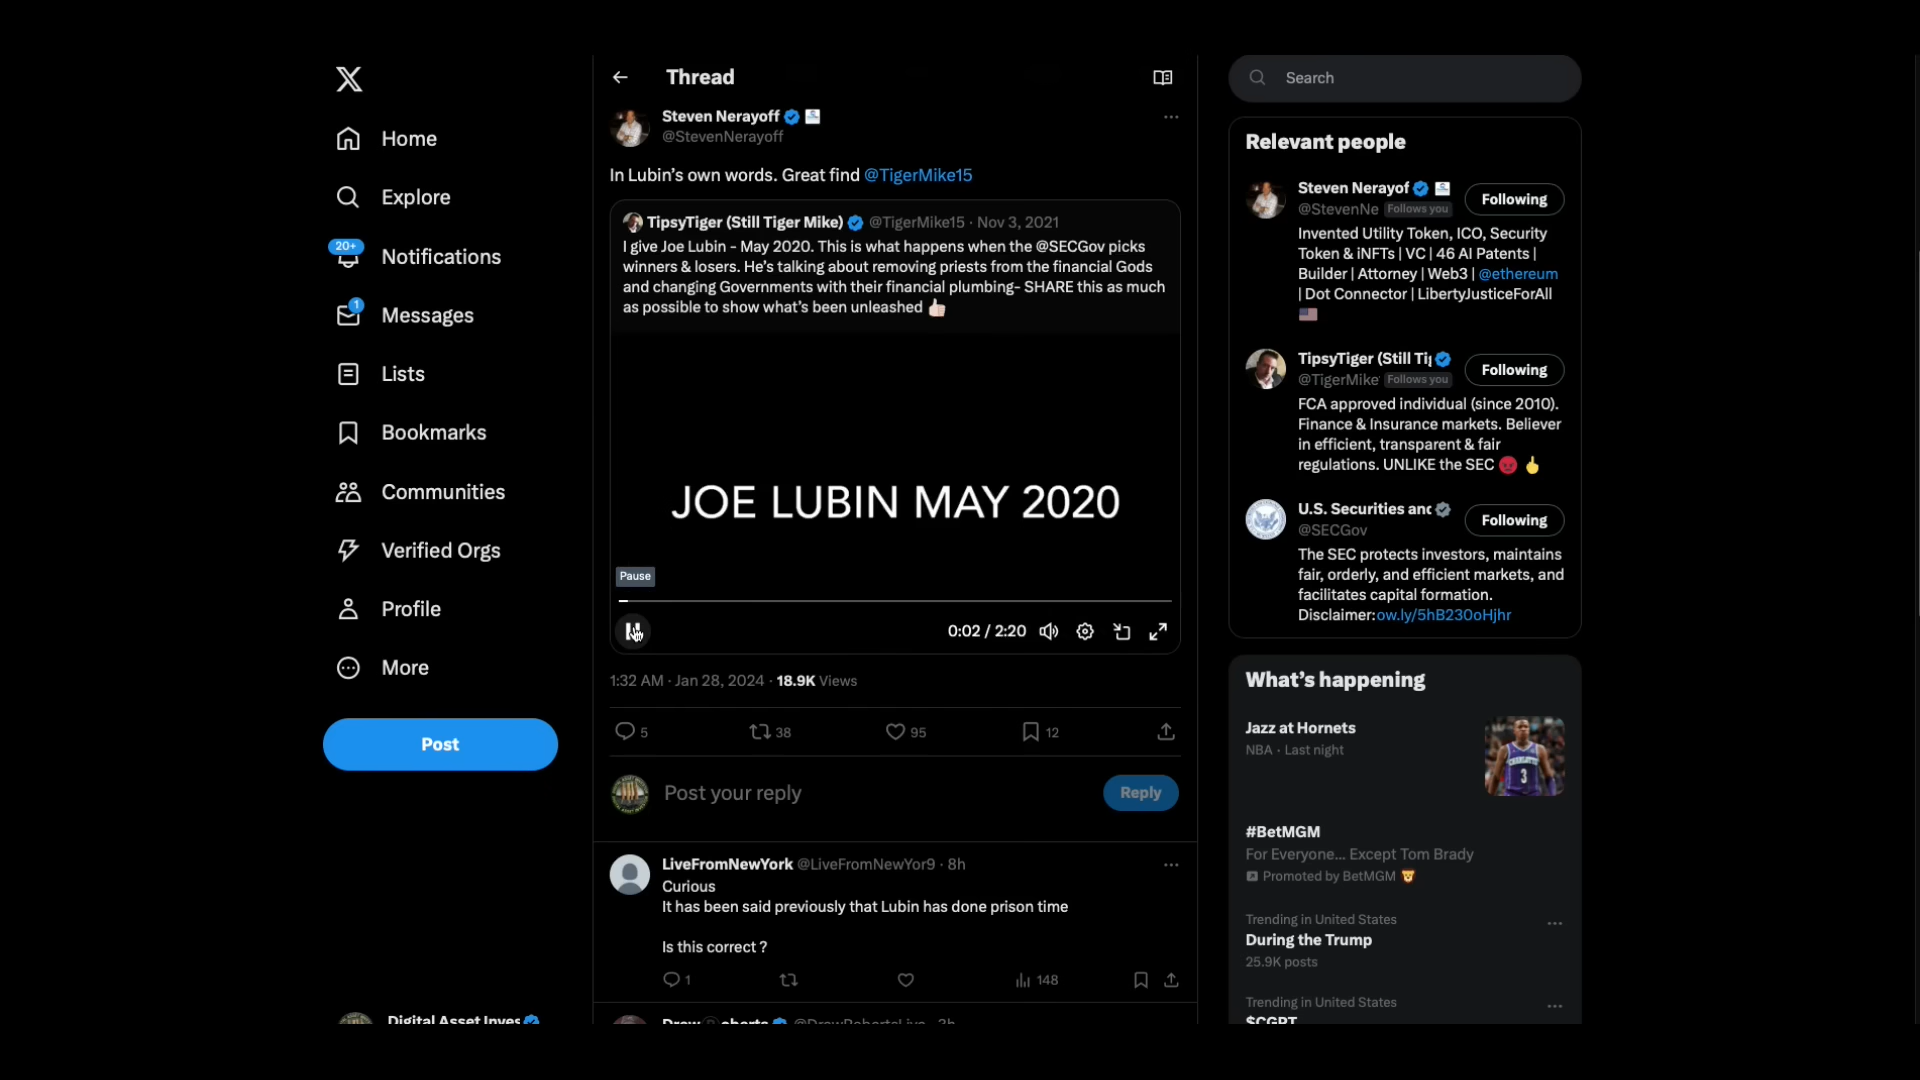 Home
Explore
20+
Notifications
1
Messages
Lists
Bookmarks
Communities
Verified Orgs
Profile
More
Post
Digital Asset Inves
Thread
Steven Nerayoff
@StevenNerayoff
In Lubin's own words. Great find @TigerMike15
TipsyTiger (Still Tiger Mike) @TigerMike15 · Nov 3, 2021
I give Joe Lubin - May 2020. This is what happens when the @SECGov picks
winners & losers. He's talking about removing priests from the financial Gods
and changing Governments with their financial plumbing- SHARE this as much
as possible to show what's been unleashed 👍🏻
JOE LUBIN MAY 2020
Pause
0:02 / 2:20
1:32 AM · Jan 28, 2024 · 18.9K Views
5 38 95 12
Post your reply
Reply
LiveFromNewYork @LiveFromNewYor9 · 8h
Curious
It has been said previously that Lubin has done prison time
Is this correct ?
1 148
Search
Relevant people
Steven Nerayof
@StevenNe Follows you
Following
Invented Utility Token, ICO, Security
Token & iNFTs | VC | 46 AI Patents |
Builder | Attorney | Web3 | @ethereum
| Dot Connector | LibertyJusticeForAll
🇺🇸
TipsyTiger (Still Tig
@TigerMike Follows you
Following
FCA approved individual (since 2010).
Finance & Insurance markets. Believer
in efficient, transparent & fair
regulations. UNLIKE the SEC 😡 🖕
U.S. Securities and
@SECGov
Following
The SEC protects investors, maintains
fair, orderly, and efficient markets, and
facilitates capital formation.
Disclaimer:ow.ly/5hB230oHjhr
What's happening
Jazz at Hornets
NBA · Last night
#BetMGM
For Everyone... Except Tom Brady
Promoted by BetMGM 🦁
Trending in United States
During the Trump
25.9K posts
Trending in United States
$CGPT